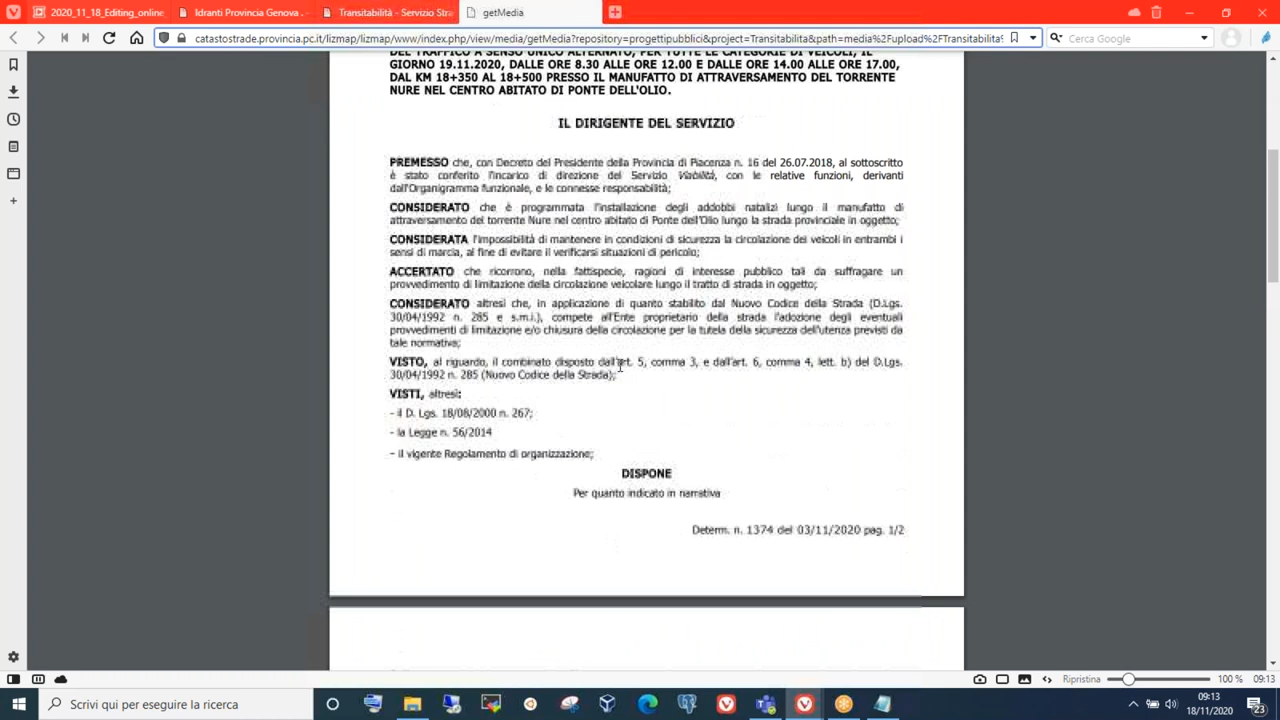 2020_11_18_Editing_online
Idranti Provincia Genova .
Transitabilità - Servizio Stra
getMedia
catastostrade.provincia.pc.it/lizmap/lizmap/www/index.php/view/media/getMedia?repository=progettipubblici&project=Transitabilita&path=media%2Fupload%2FTransitabilita%
Cerca Google
DEL TRAFFICO A SENSO UNICO ALTERNATO, PER TUTTE LE CATEGORIE DI VEICOLI, IL
GIORNO 19.11.2020, DALLE ORE 8.30 ALLE ORE 12.00 E DALLE ORE 14.00 ALLE ORE 17.00,
DAL KM 18+350 AL 18+500 PRESSO IL MANUFATTO DI ATTRAVERSAMENTO DEL TORRENTE
NURE NEL CENTRO ABITATO DI PONTE DELL'OLIO.
IL DIRIGENTE DEL SERVIZIO
PREMESSO che, con Decreto del Presidente della Provincia di Piacenza n. 16 del 26.07.2018, al sottoscritto
è stato conferito l'incarico di direzione del Servizio Viabilità, con le relative funzioni, derivanti
dall'Organigramma funzionale, e le connesse responsabilità;
CONSIDERATO che è programmata l'installazione degli addobbi natalizi lungo il manufatto di
attraversamento del torrente Nure nel centro abitato di Ponte dell'Olio lungo la strada provinciale in oggetto;
CONSIDERATA l'impossibilità di mantenere in condizioni di sicurezza la circolazione dei veicoli in entrambi i
sensi di marcia, al fine di evitare il verificarsi situazioni di pericolo;
ACCERTATO che ricorrono, nella fattispecie, ragioni di interesse pubblico tali da suffragare un
provvedimento di limitazione della circolazione veicolare lungo il tratto di strada in oggetto;
CONSIDERATO altresì che, in applicazione di quanto stabilito dal Nuovo Codice della Strada (D.Lgs.
30/04/1992 n. 285 e s.m.i.), compete all'Ente proprietario della strada l'adozione degli eventuali
provvedimenti di limitazione e/o chiusura della circolazione per la tutela della sicurezza dell'utenza previsti da
tale normativa;
VISTO, al riguardo, il combinato disposto dall'art. 5, comma 3, e dall'art. 6, comma 4, lett. b) del D.Lgs.
30/04/1992 n. 285 (Nuovo Codice della Strada);
VISTI, altresì:
- il D. Lgs. 18/08/2000 n. 267;
- la Legge n. 56/2014
- il vigente Regolamento di organizzazione;
DISPONE
Per quanto indicato in narrativa
Determ. n. 1374 del 03/11/2020 pag. 1/2
Ripristina
100 %
09:13
Scrivi qui per eseguire la ricerca
09:13
18/11/2020
23